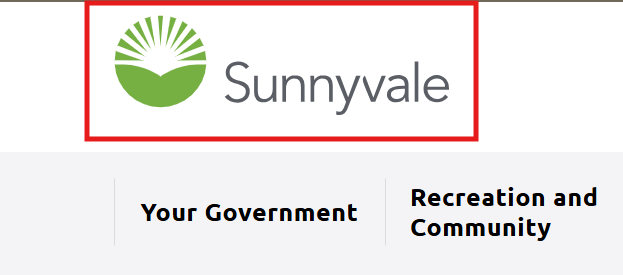 Sunnyvale
Your Government
Recreation and
Community